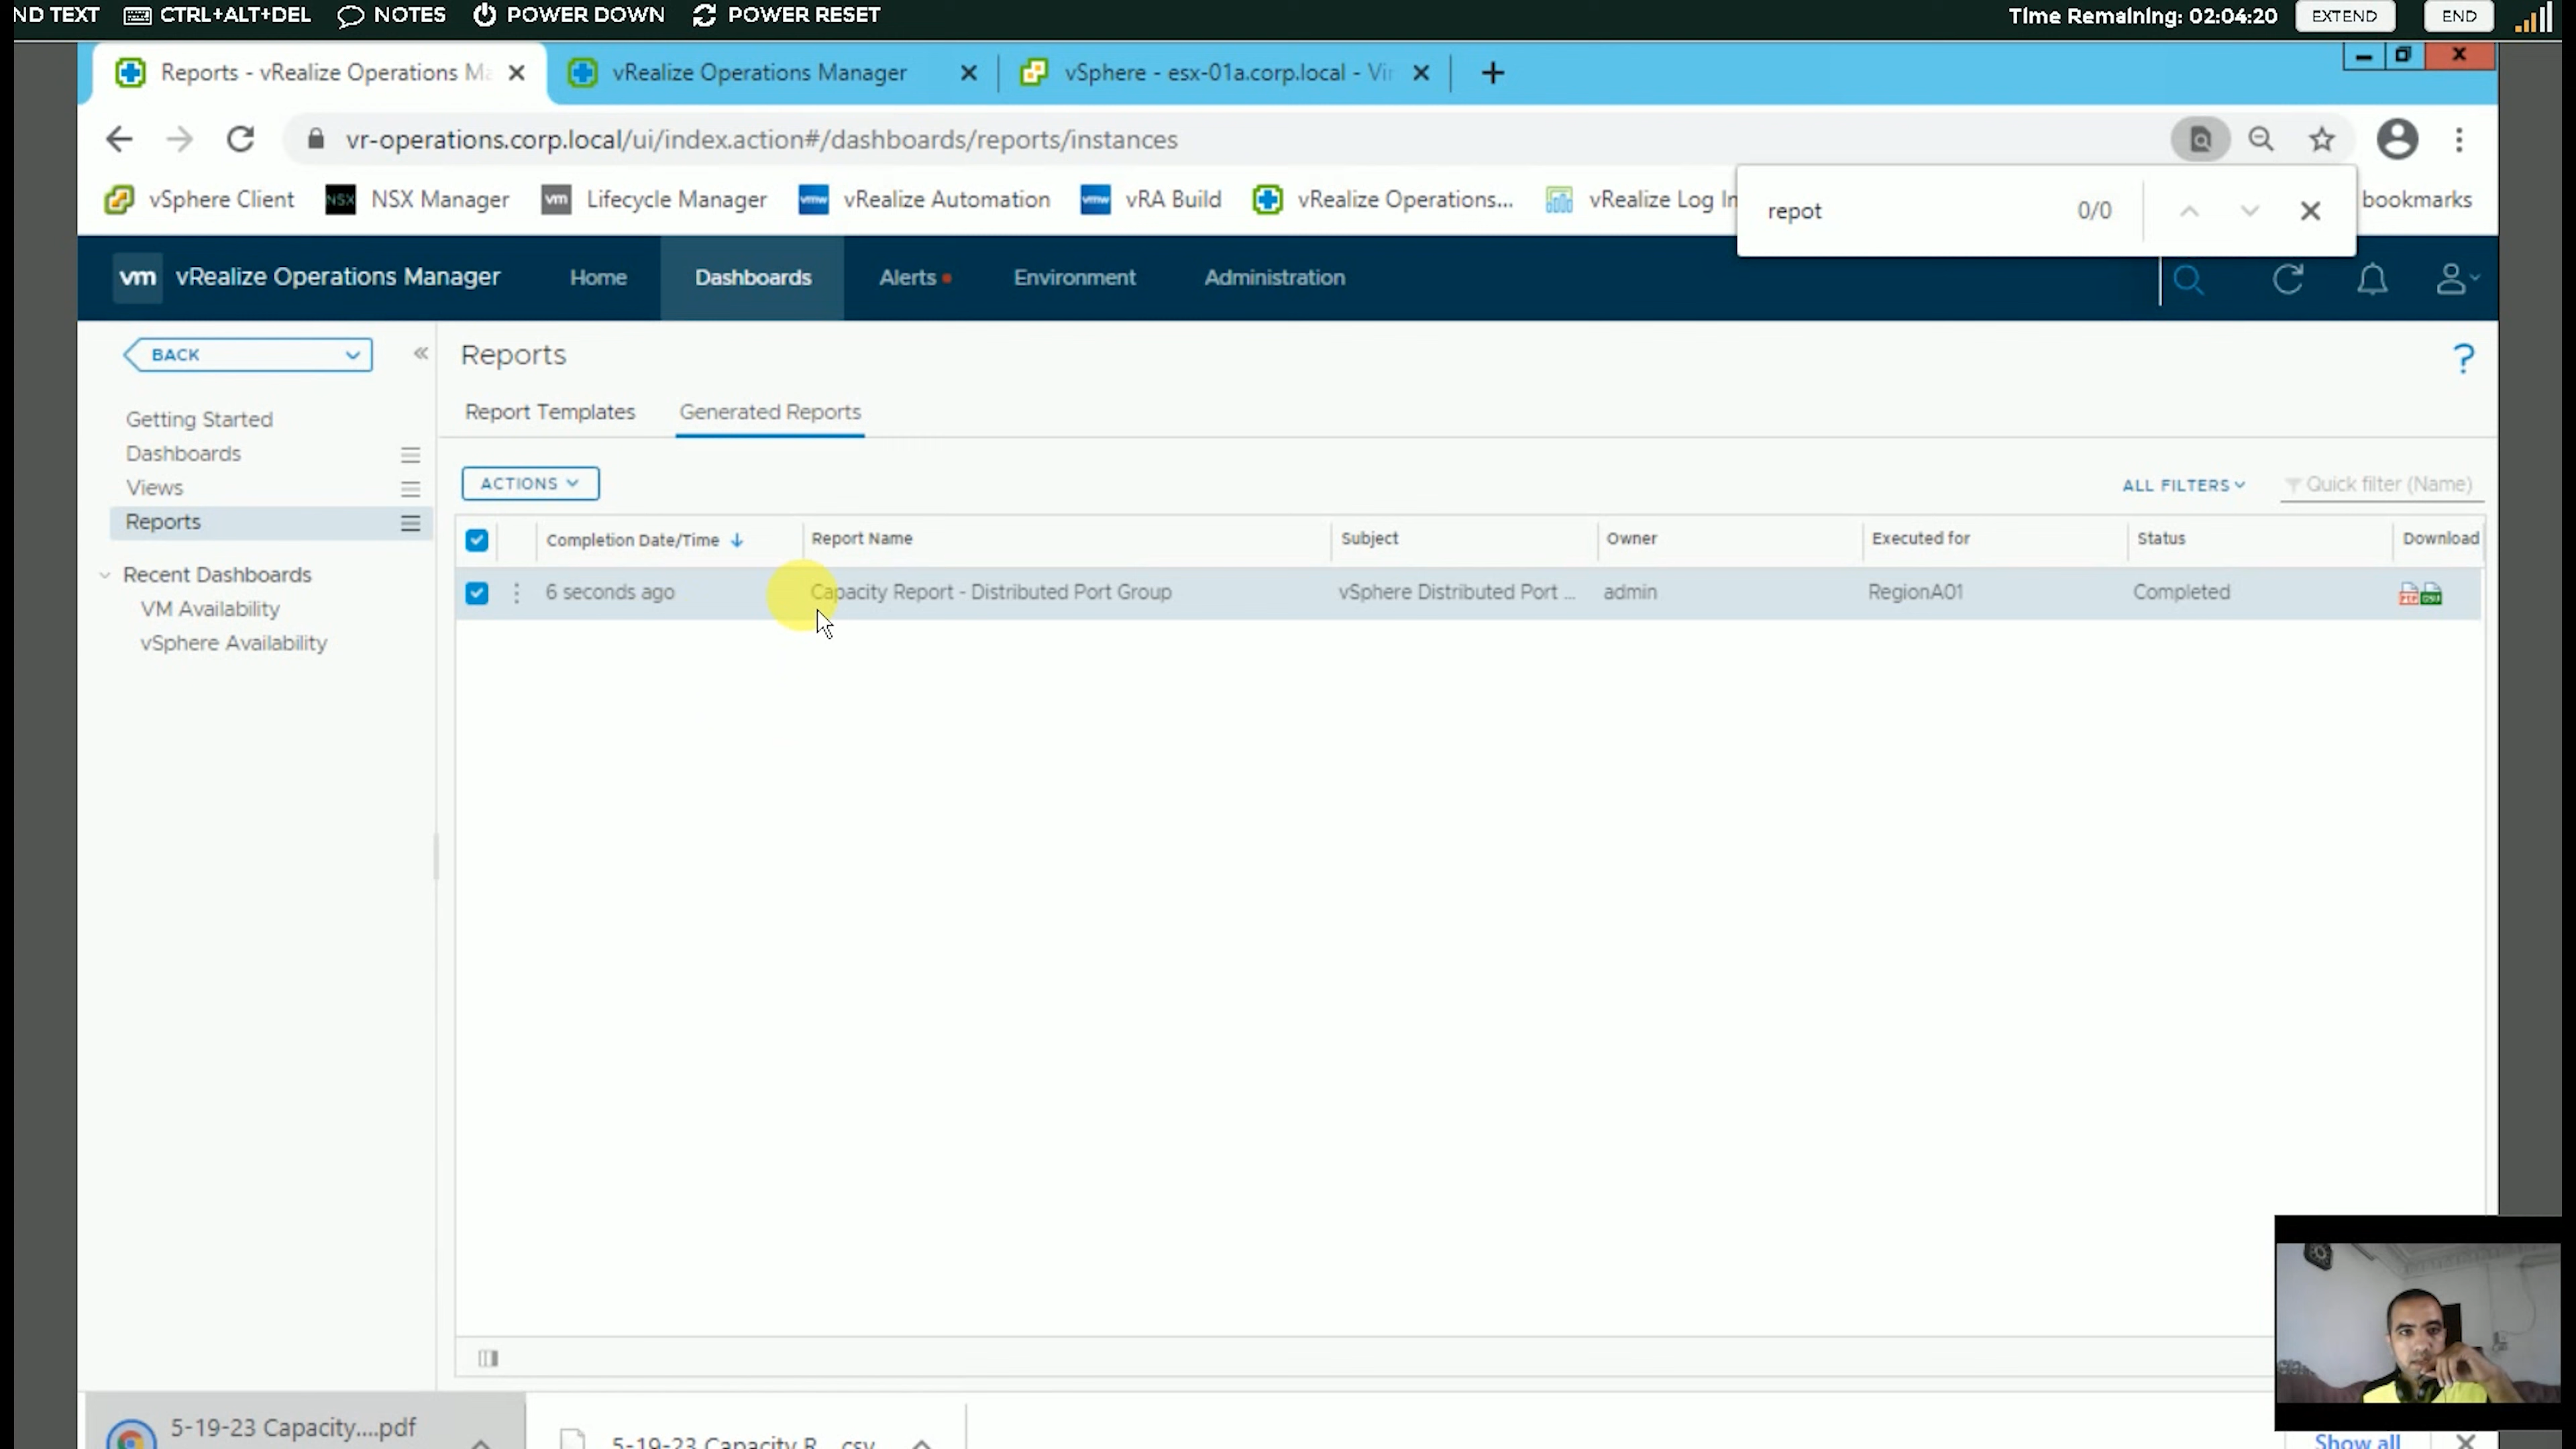 ND TEXT CTRL+ALT+DEL NOTES POWER DOWN POWER RESET Time Remaining: 02:04:20 EXTEND END
Reports - vRealize Operations Ma vRealize Operations Manager vSphere - esx-01a.corp.local - Vir
vr-operations.corp.local/ui/index.action#/dashboards/reports/instances
vSphere Client NSX NSX Manager vm Lifecycle Manager vmw vRealize Automation vmw vRA Build vRealize Operations... vRealize Log In bookmarks
repot 0/0
vm vRealize Operations Manager Home Dashboards Alerts Environment Administration
BACK
Getting Started
Dashboards
Views
Reports
Recent Dashboards
VM Availability
vSphere Availability
Reports
?
Report Templates Generated Reports
ACTIONS ALL FILTERS Quick filter (Name)
Completion Date/Time Report Name Subject Owner Executed for Status Download
6 seconds ago Capacity Report - Distributed Port Group vSphere Distributed Port ... admin RegionA01 Completed
5-19-23 Capacity....pdf 5-19-23 Capacity R....csv Show all